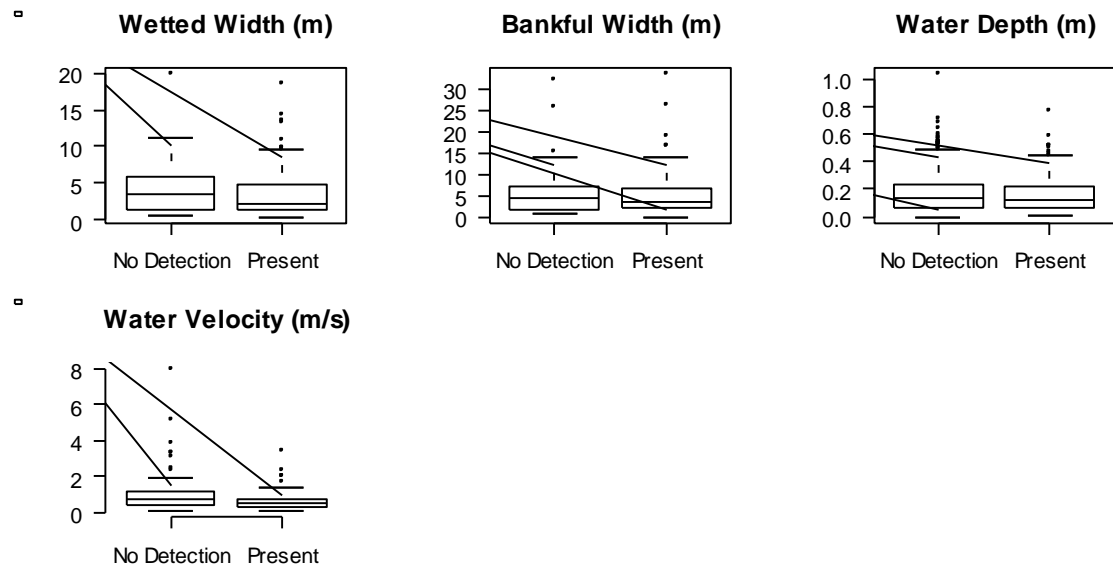 Wetted Width (m)
Bankful Width (m)
Water Depth (m)
20
15
10
5
0
No Detection
Present
30
25
20
15
10
5
0
No Detection
Present
1.0
0.8
0.6
0.4
0.2
0.0
No Detection
Present
Water Velocity (m/s)
8
6
4
2
0
No Detection
Present